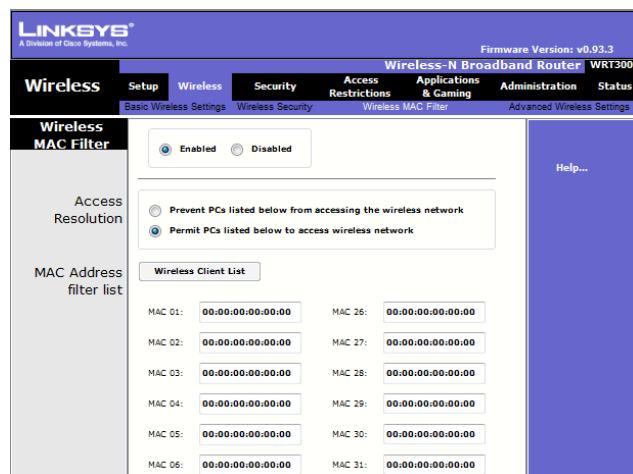 LINKSYS®
A Division of Cisco Systems, Inc.
Firmware Version: v0.93.3
Wireless-N Broadband Router WRT300
Wireless
Setup Wireless Security Access Restrictions Applications & Gaming Administration Status
Basic Wireless Settings Wireless Security Wireless MAC Filter Advanced Wireless Settings
Wireless MAC Filter
Enabled Disabled
Help...
Access Resolution
Prevent PCs listed below from accessing the wireless network
Permit PCs listed below to access wireless network
MAC Address filter list
Wireless Client List
MAC 01: 00:00:00:00:00:00 MAC 26: 00:00:00:00:00:00
MAC 02: 00:00:00:00:00:00 MAC 27: 00:00:00:00:00:00
MAC 03: 00:00:00:00:00:00 MAC 28: 00:00:00:00:00:00
MAC 04: 00:00:00:00:00:00 MAC 29: 00:00:00:00:00:00
MAC 05: 00:00:00:00:00:00 MAC 30: 00:00:00:00:00:00
MAC 06: 00:00:00:00:00:00 MAC 31: 00:00:00:00:00:00